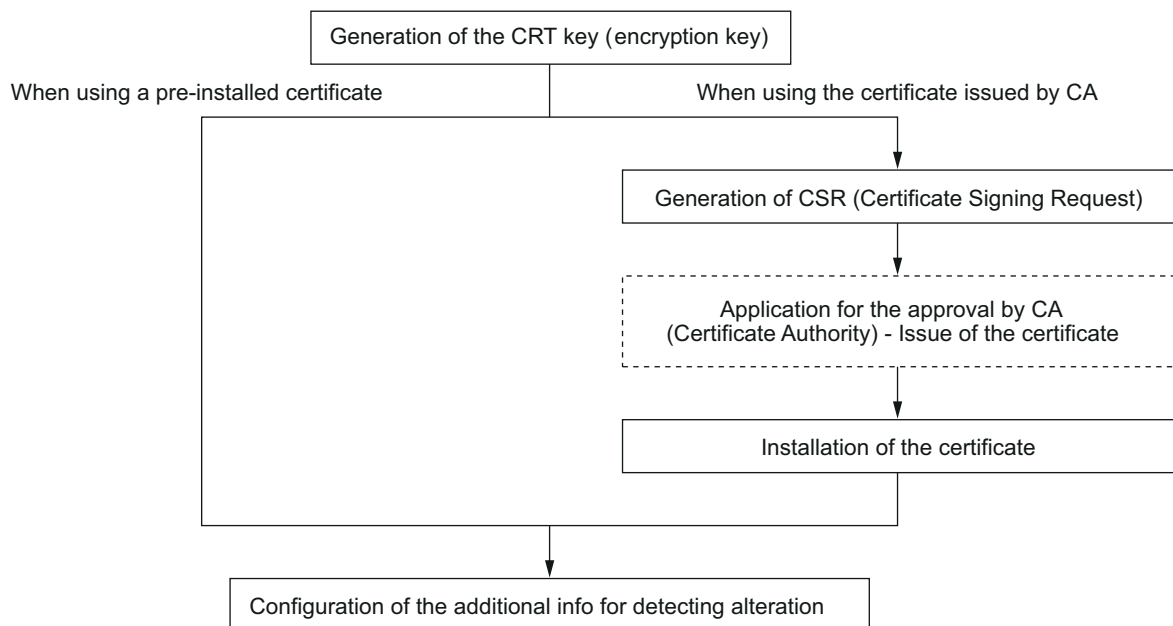 Generation of the CRT key (encryption key)
When using a pre-installed certificate
When using the certificate issued by CA
Generation of CSR (Certificate Signing Request)
Application for the approval by CA
(Certificate Authority) - Issue of the certificate
Installation of the certificate
Configuration of the additional info for detecting alteration